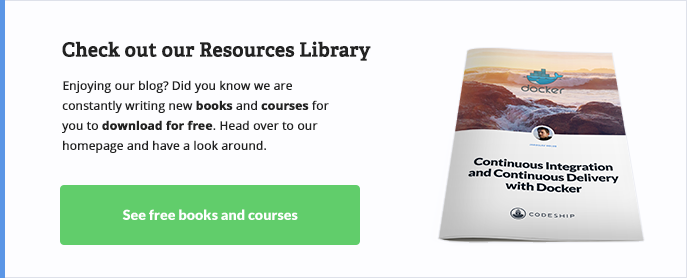 Check out our Resources Library
Enjoying our blog? Did you know we are
constantly writing new books and courses for
you to download for free. Head over to our
homepage and have a look around.
See free books and courses
docker
Continuous Integration
and Continuous Delivery
with Docker
CODESHIP